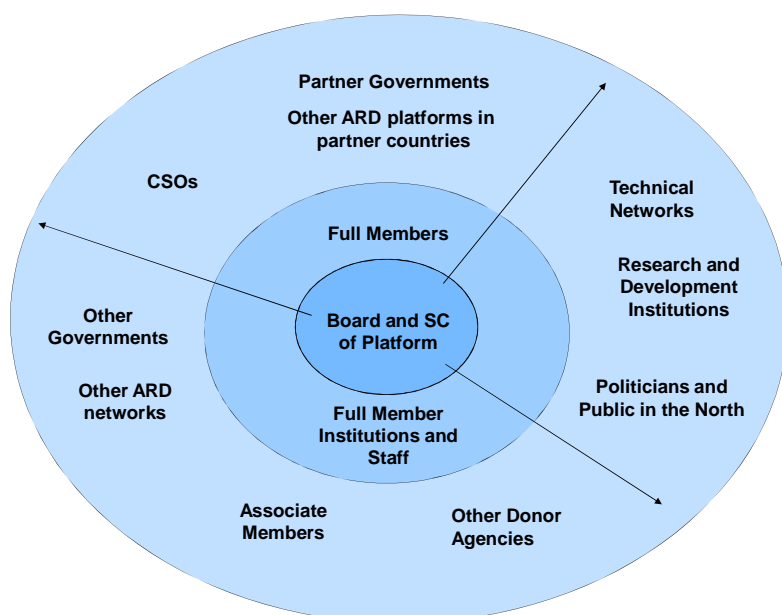 Partner Governments
Other ARD platforms in
partner countries
CSOs
Technical
Networks
Full Members
Research and
Development
Institutions
Board and SC
of Platform
Other
Governments
Other ARD
networks
Politicians and
Public in the North
Full Member
Institutions and
Staff
Associate
Members
Other Donor
Agencies